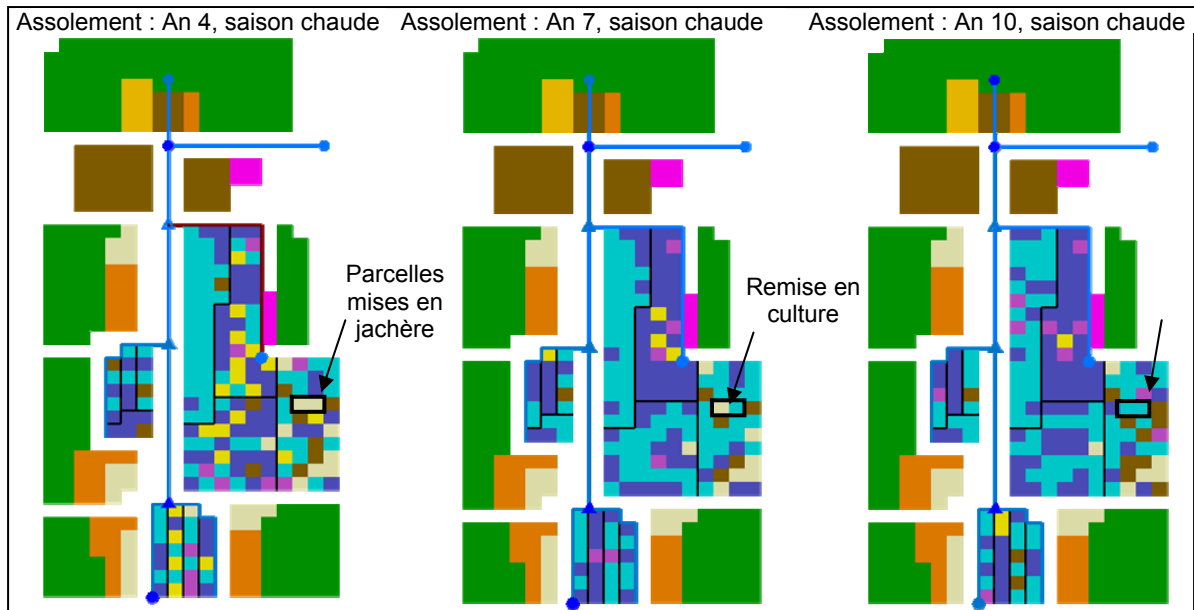 Assolement : An 4, saison chaude
Assolement : An 7, saison chaude
Assolement : An 10, saison chaude
Parcelles
mises en
jachère
Remise en
culture